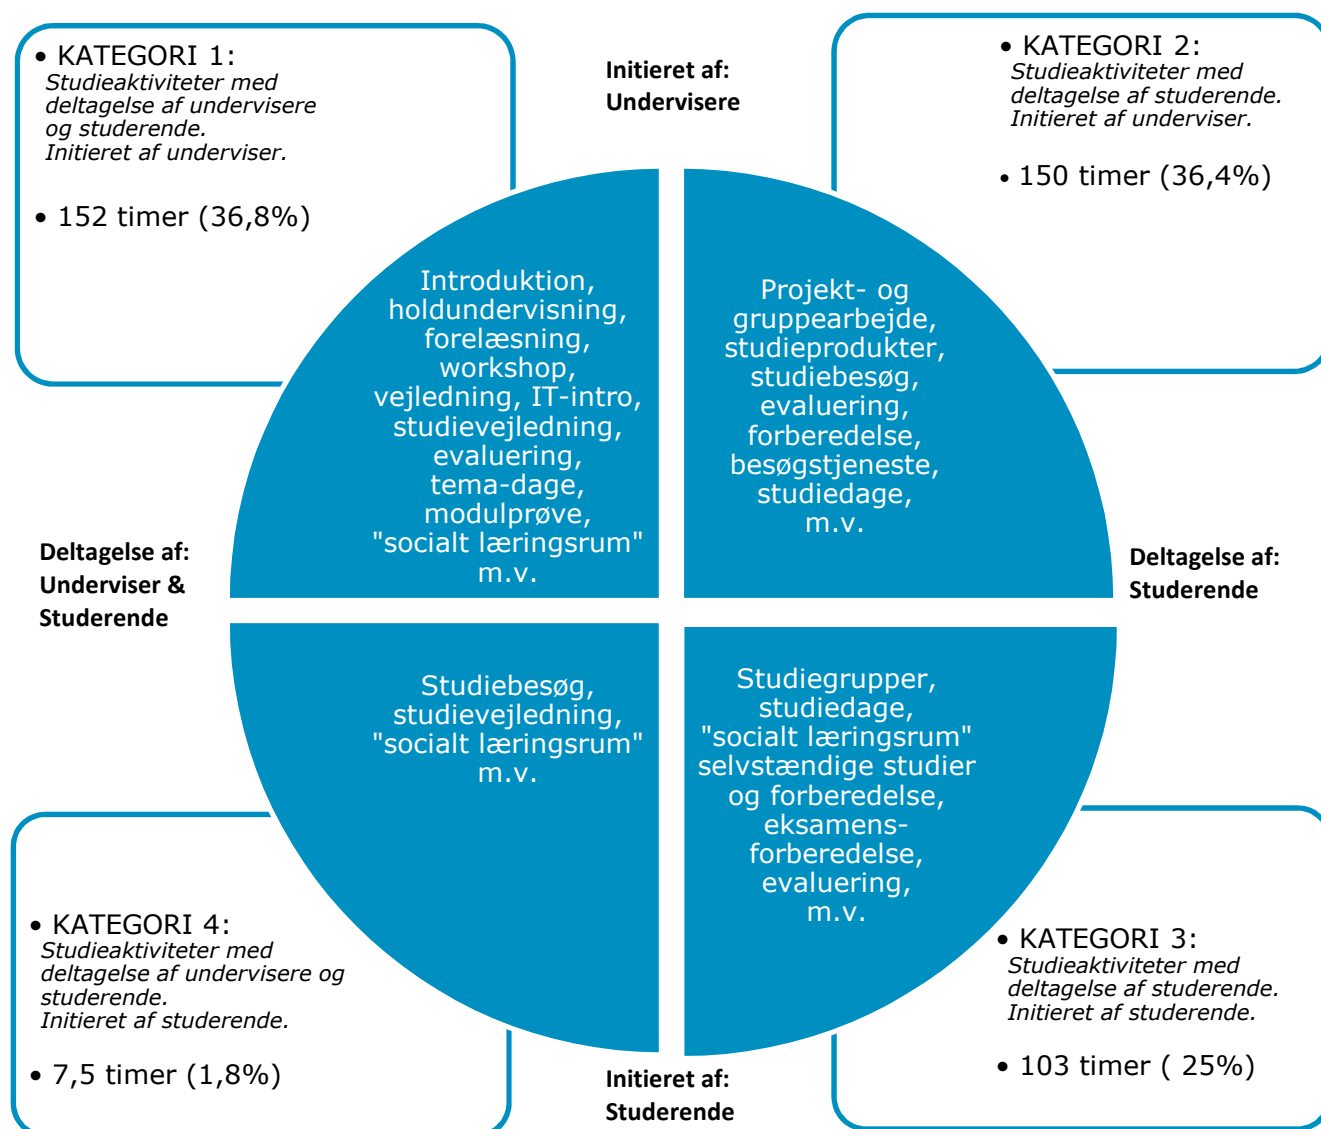 • KATEGORI 1:
Studieaktiviteter med
deltagelse af undervisere
og studerende.
Initieret af underviser.
• 152 timer (36,8%)
Initieret af:
Undervisere
• KATEGORI 2:
Studieaktiviteter med
deltagelse af studerende.
Initieret af underviser.
• 150 timer (36,4%)
Introduktion,
holdundervisning,
forelæsning,
workshop,
vejledning, IT-intro,
studievejledning,
evaluering,
tema-dage,
modulprøve,
"socialt læringsrum"
m.v.
Projekt- og
gruppearbejde,
studieprodukter,
studiebesøg,
evaluering,
forberedelse,
besøgstjeneste,
studiedage,
m.v.
Deltagelse af:
Underviser &
Studerende
Deltagelse af:
Studerende
Studiebesøg,
studievejledning,
"socialt læringsrum"
m.v.
Studiegrupper,
studiedage,
"socialt læringsrum"
selvstændige studier
og forberedelse,
eksamens-
forberedelse,
evaluering,
m.v.
• KATEGORI 4:
Studieaktiviteter med
deltagelse af undervisere og
studerende.
Initieret af studerende.
• 7,5 timer (1,8%)
Initieret af:
Studerende
• KATEGORI 3:
Studieaktiviteter med
deltagelse af studerende.
Initieret af studerende.
• 103 timer ( 25%)